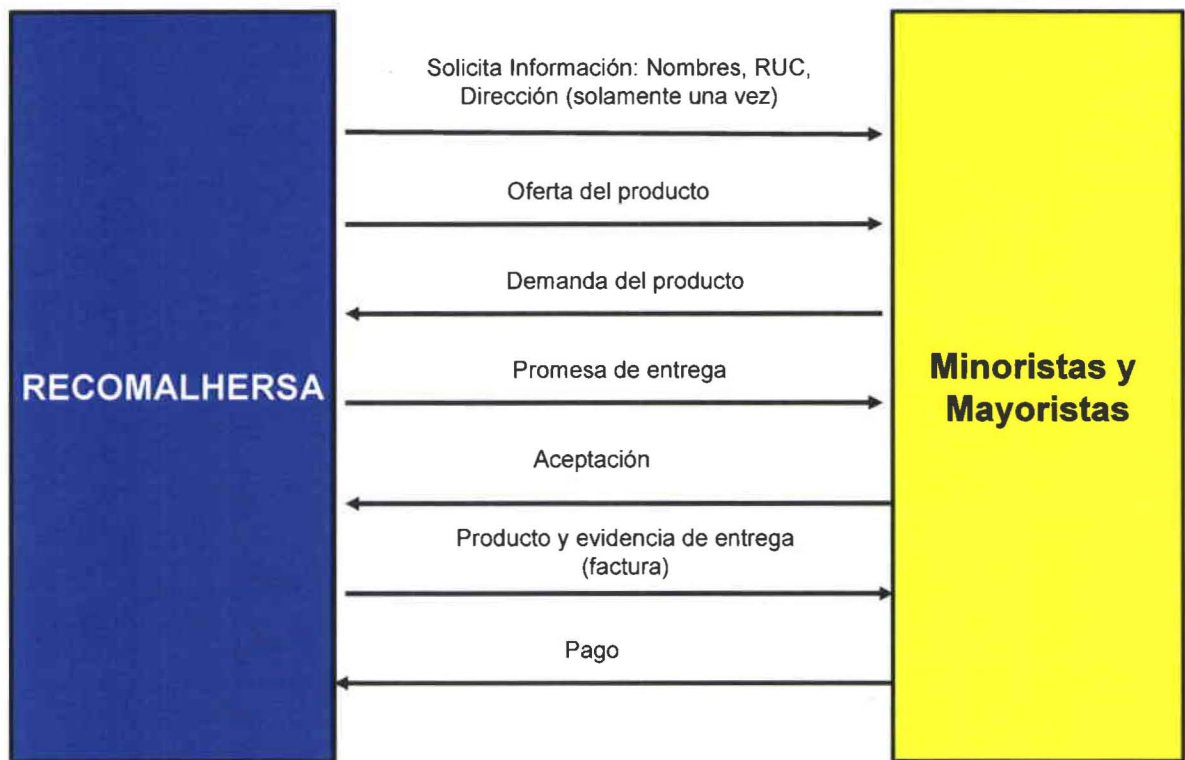 Solicita Información: Nombres, RUC,
Dirección (solamente una vez)
Oferta del producto
Demanda del producto
RECOMALHERSA
Promesa de entrega
Minoristas y
Mayoristas
Aceptación
Producto y evidencia de entrega
(factura)
Pago